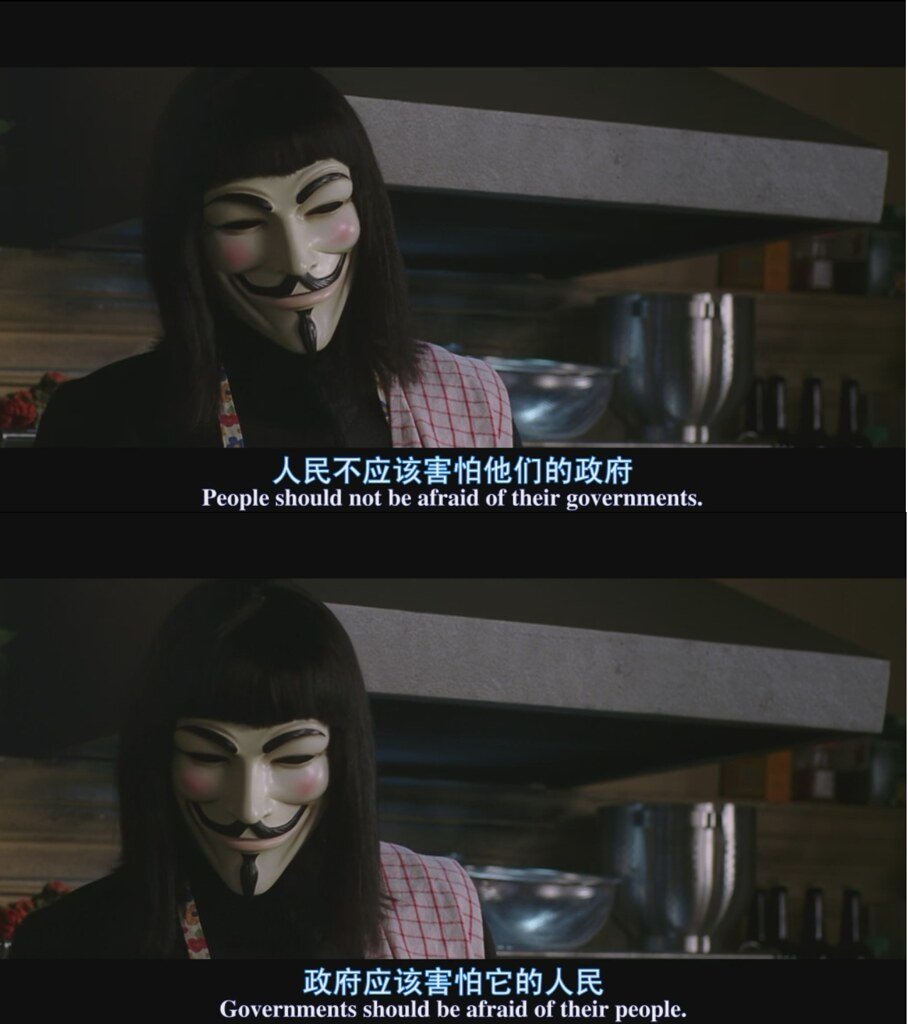 人民不应该害怕他们的政府
People should not be afraid of their governments.
政府应该害怕它的人民
Governments should be afraid of their people.